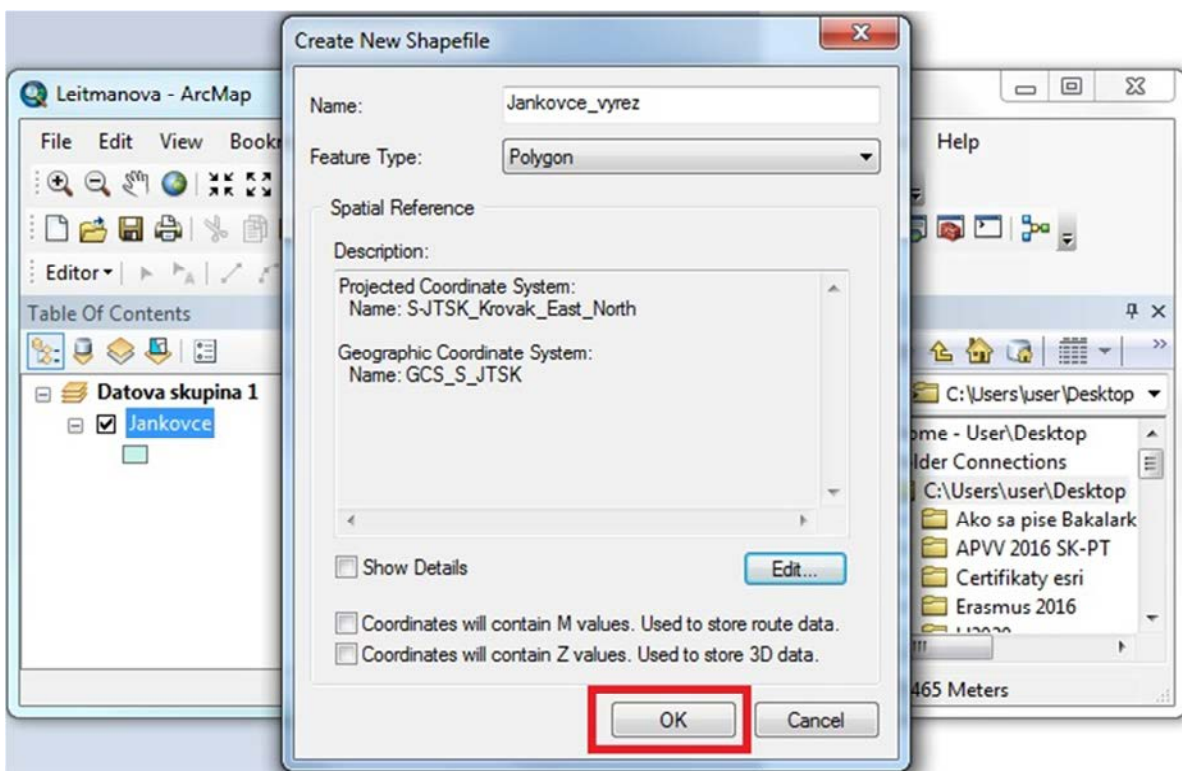 Create New Shapefile
Name: Jankovce_vyrez
Feature Type: Polygon
Spatial Reference
Description:
Projected Coordinate System:
Name: S-JTSK_Krovak_East_North
Geographic Coordinate System:
Name: GCS_S_JTSK
Show Details
Edit...
Coordinates will contain M values. Used to store route data.
Coordinates will contain Z values. Used to store 3D data.
OK
Cancel
Leitmanova - ArcMap
File Edit View
Help
Editor
Table Of Contents
Datova skupina 1
Jankovce
C:\Users\user\Desktop
- User\Desktop
Connections
C:\Users\user\Desktop
Ako sa pise Bakalark
APVV 2016 SK-PT
Certifikaty esri
Erasmus 2016
465 Meters